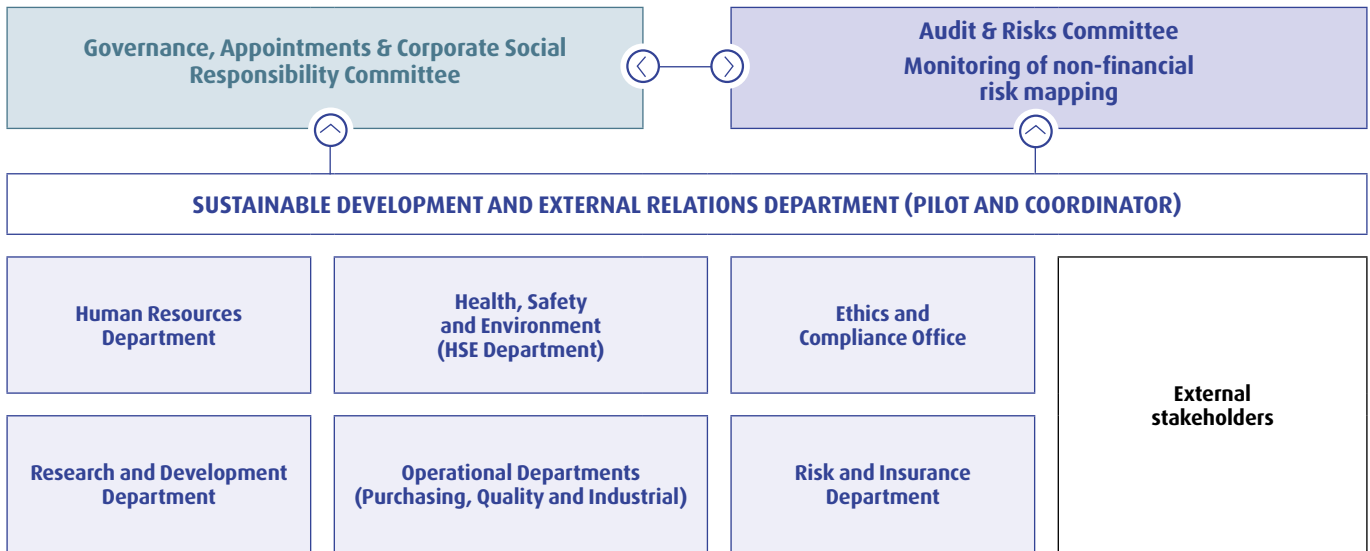 Governance, Appointments & Corporate Social
Responsibility Committee
Audit & Risks Committee
Monitoring of non-financial
risk mapping
SUSTAINABLE DEVELOPMENT AND EXTERNAL RELATIONS DEPARTMENT (PILOT AND COORDINATOR)
Human Resources
Department
Health, Safety
and Environment
(HSE Department)
Ethics and
Compliance Office
External
stakeholders
Research and Development
Department
Operational Departments
(Purchasing, Quality and Industrial)
Risk and Insurance
Department